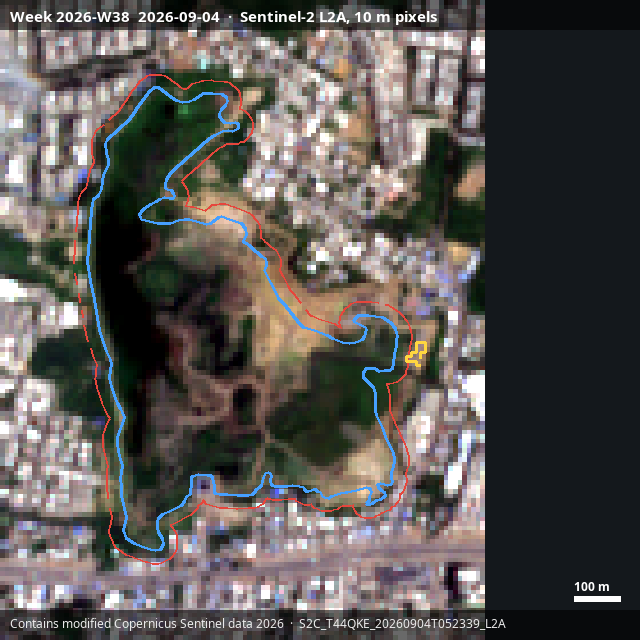 Week 2026-W38 2026-09-04 · Sentinel-2 L2A, 10 m pixels
100 m
Contains modified Copernicus Sentinel data 2026 · S2C_T44QKE_20260904T052339_L2A